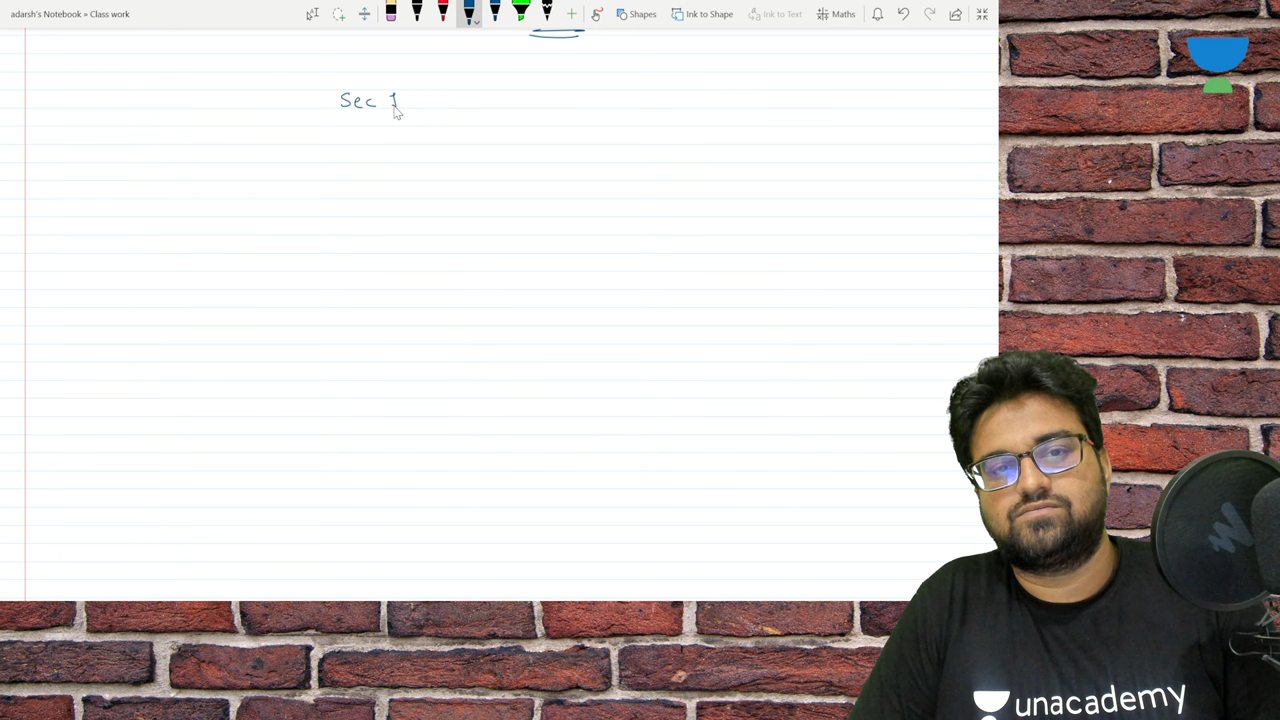 adarsh's Notebook » Class work
Shapes
Ink to Shape
Ink to Text
Maths
Sec 1
unacademy